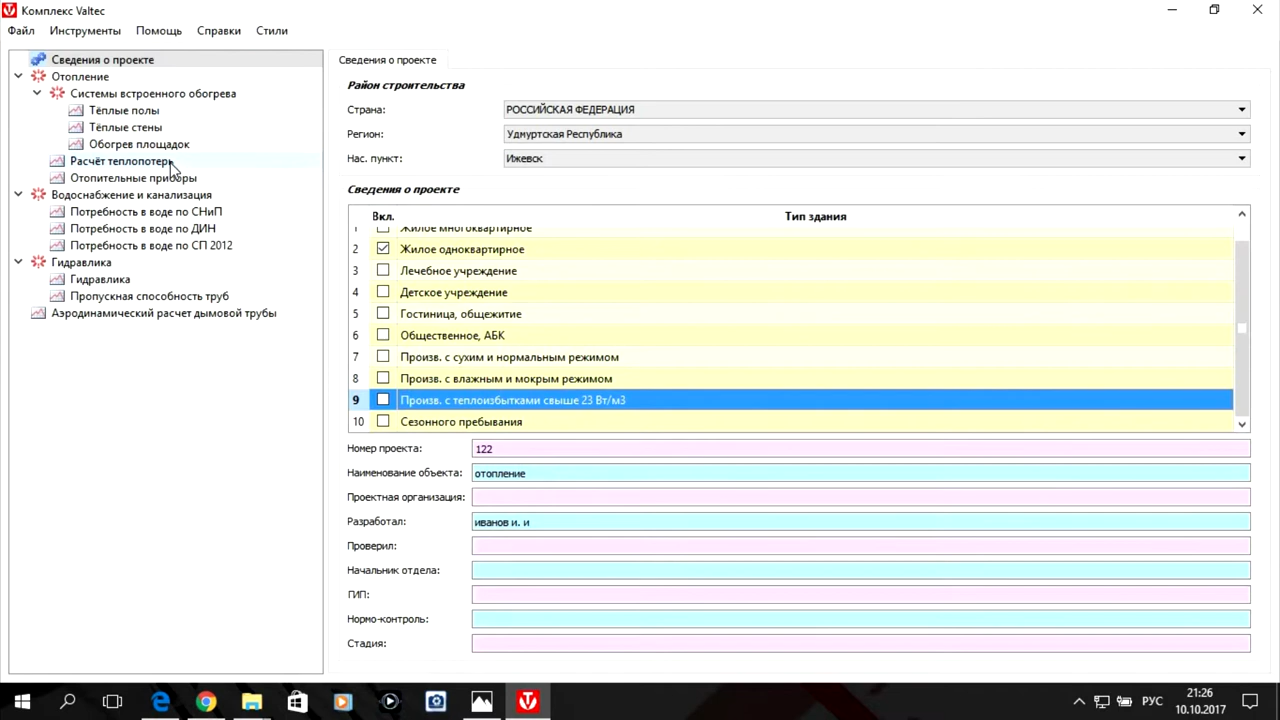 Комплекс Valtec
Файл Инструменты Помощь Справки Стили
Сведения о проекте
Отопление
Системы встроенного обогрева
Тёплые полы
Тёплые стены
Обогрев площадок
Расчёт теплопотерь
Отопительные приборы
Водоснабжение и канализация
Потребность в воде по СНиП
Потребность в воде по ДИН
Потребность в воде по СП 2012
Гидравлика
Гидравлика
Пропускная способность труб
Аэродинамический расчет дымовой трубы
Сведения о проекте
Район строительства
Страна: РОССИЙСКАЯ ФЕДЕРАЦИЯ
Регион: Удмуртская Республика
Нас. пункт: Ижевск
Сведения о проекте
Вкл. Тип здания
1 Жилое многоквартирное
2 Жилое одноквартирное
3 Лечебное учреждение
4 Детское учреждение
5 Гостиница, общежитие
6 Общественное, АБК
7 Произв. с сухим и нормальным режимом
8 Произв. с влажным и мокрым режимом
9 Произв. с теплоизбытками свыше 23 Вт/м3
10 Сезонного пребывания
Номер проекта: 122
Наименование объекта: отопление
Проектная организация:
Разработал: иванов и. и
Проверил:
Начальник отдела:
ГИП:
Нормо-контроль:
Стадия:
РУС
21:26
10.10.2017